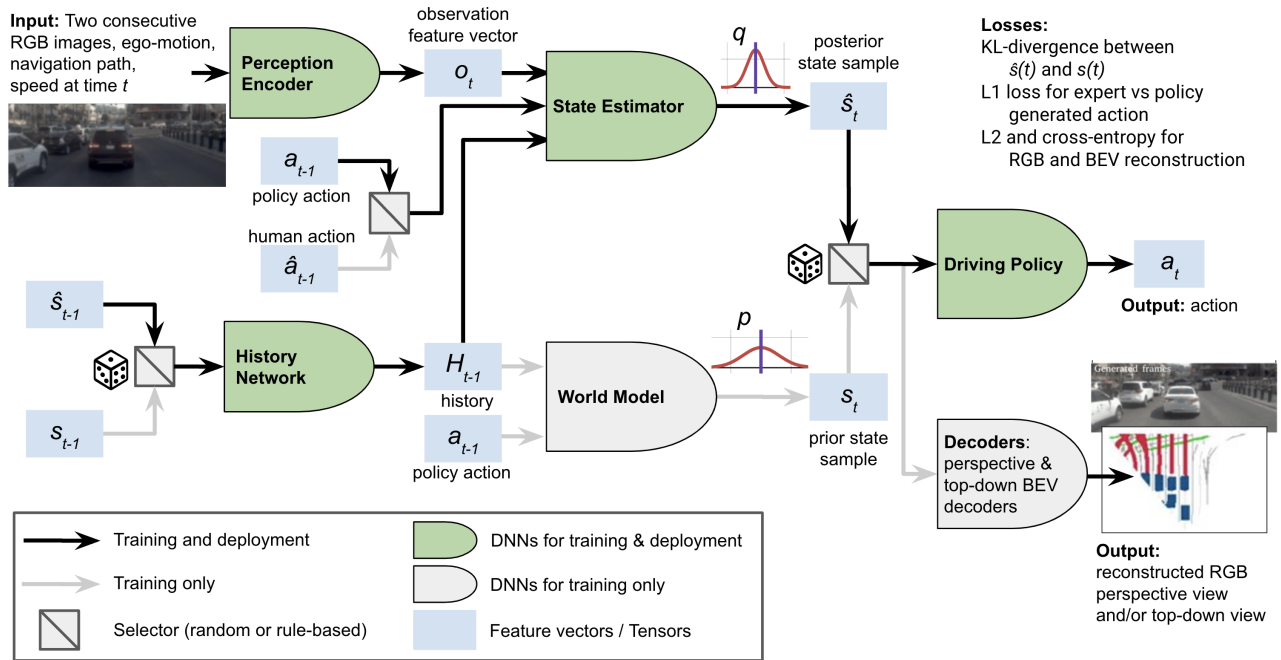 Input: Two consecutive
RGB images, ego-motion,
navigation path,
speed at time t
Perception
Encoder
observation
feature vector
o_t
State Estimator
q
posterior
state sample
ŝ_t
Losses:
KL-divergence between
ŝ(t) and s(t)
L1 loss for expert vs policy
generated action
L2 and cross-entropy for
RGB and BEV reconstruction
a_t-1
policy action
human action
â_t-1
ŝ_t-1
s_t-1
History
Network
H_t-1
history
a_t-1
policy action
World Model
p
s_t
prior state
sample
Driving Policy
a_t
Output: action
Decoders:
perspective &
top-down BEV
decoders
Generated frames
Output:
reconstructed RGB
perspective view
and/or top-down view
Training and deployment
Training only
Selector (random or rule-based)
DNNs for training & deployment
DNNs for training only
Feature vectors / Tensors